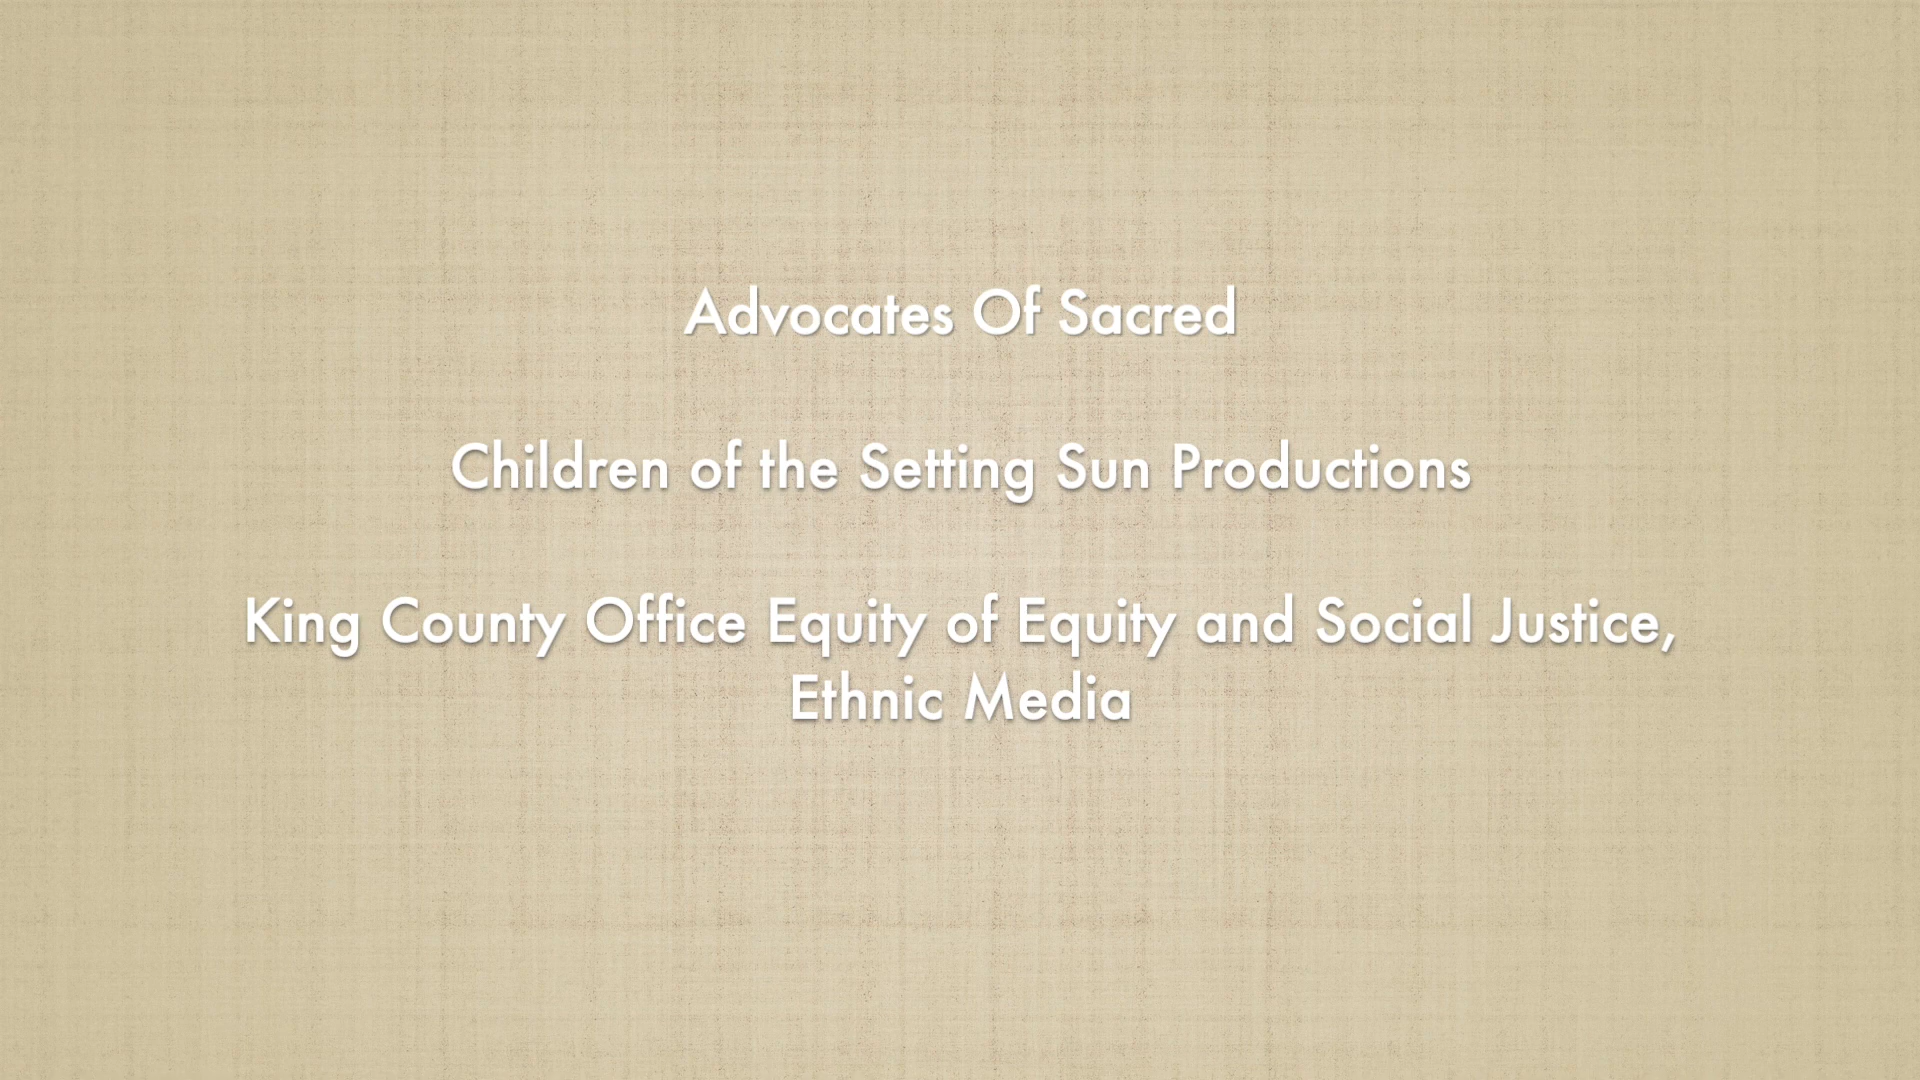 Advocates Of Sacred
Children of the Setting Sun Productions
King County Office Equity of Equity and Social Justice,
Ethnic Media